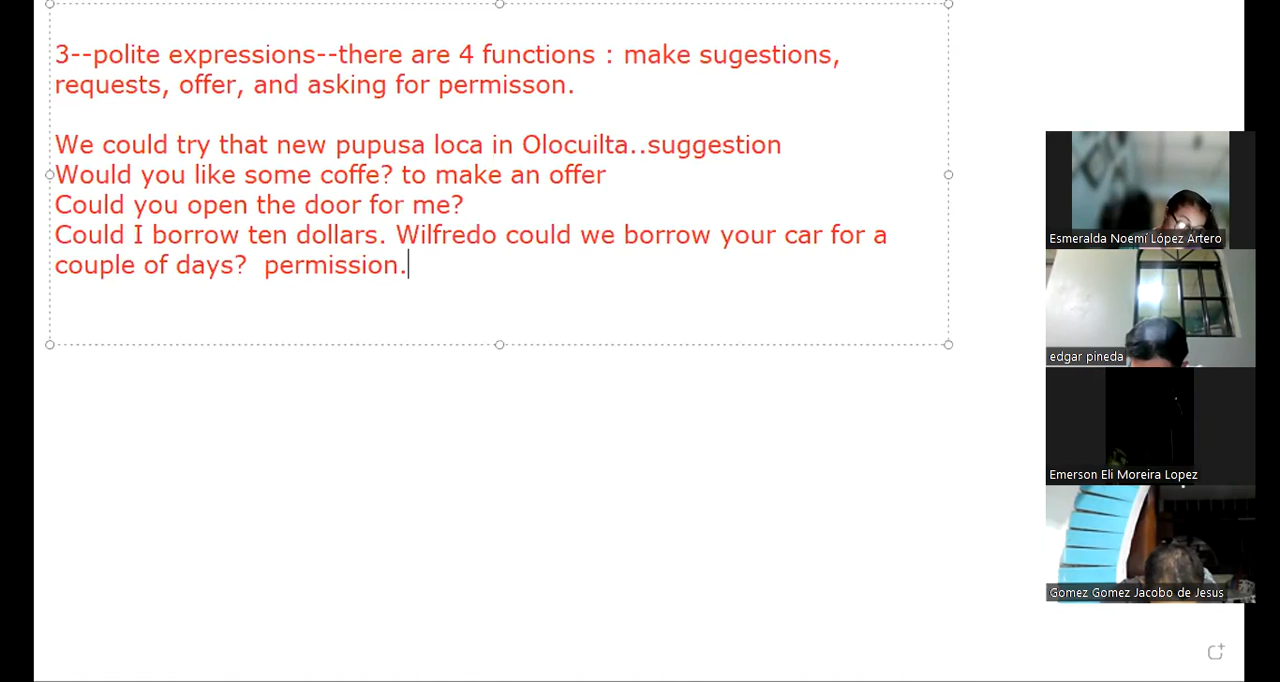 3--polite expressions--there are 4 functions : make sugestions,
requests, offer, and asking for permisson.
We could try that new pupusa loca in Olocuilta..suggestion
Would you like some coffe? to make an offer
Could you open the door for me?
Could I borrow ten dollars. Wilfredo could we borrow your car for a
couple of days?  permission.
Esmeralda Noemí López Artero
edgar pineda
Emerson Eli Moreira Lopez
Gomez Gomez Jacobo de Jesus